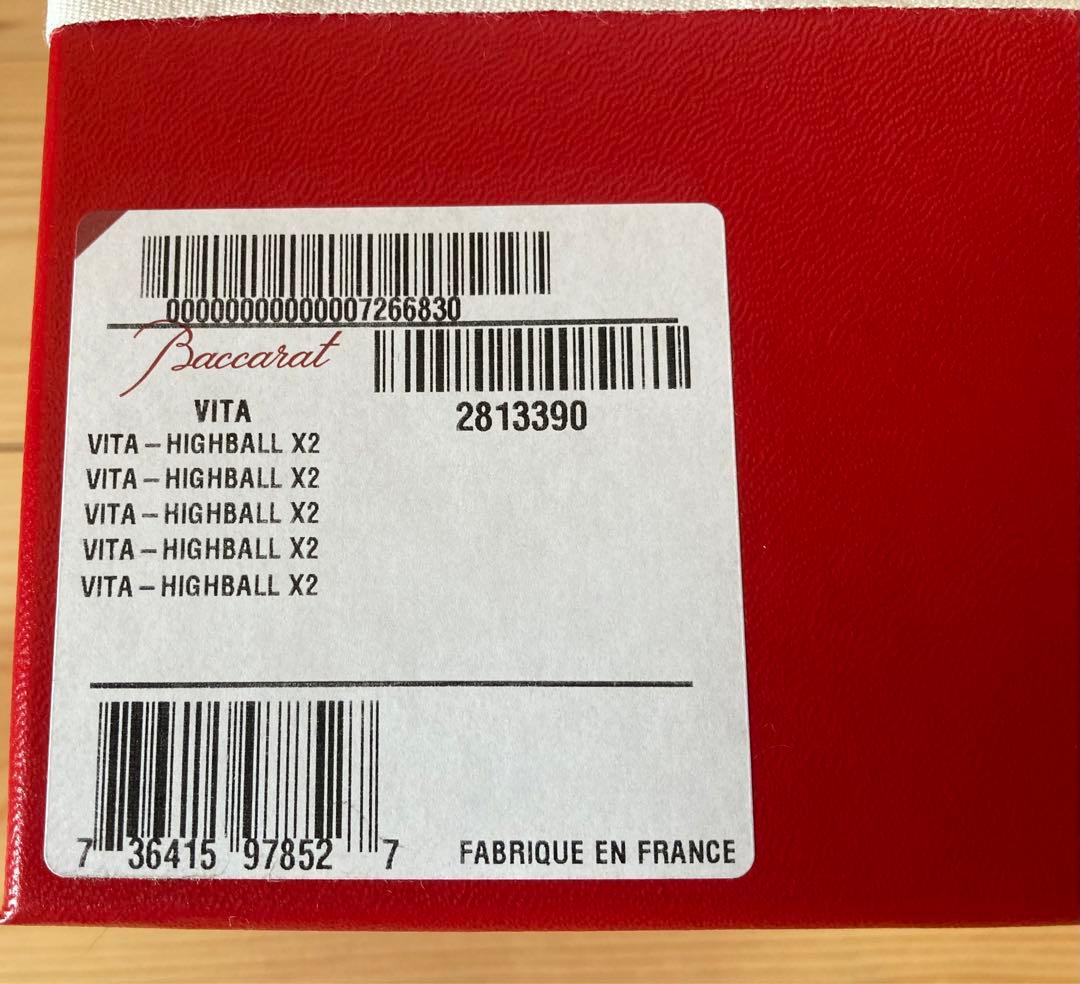 00000000000007266830
Baccarat
2813390
VITA
VITA – HIGHBALL X2
VITA – HIGHBALL X2
VITA – HIGHBALL X2
VITA – HIGHBALL X2
VITA – HIGHBALL X2
7 36415 97852 7
FABRIQUE EN FRANCE